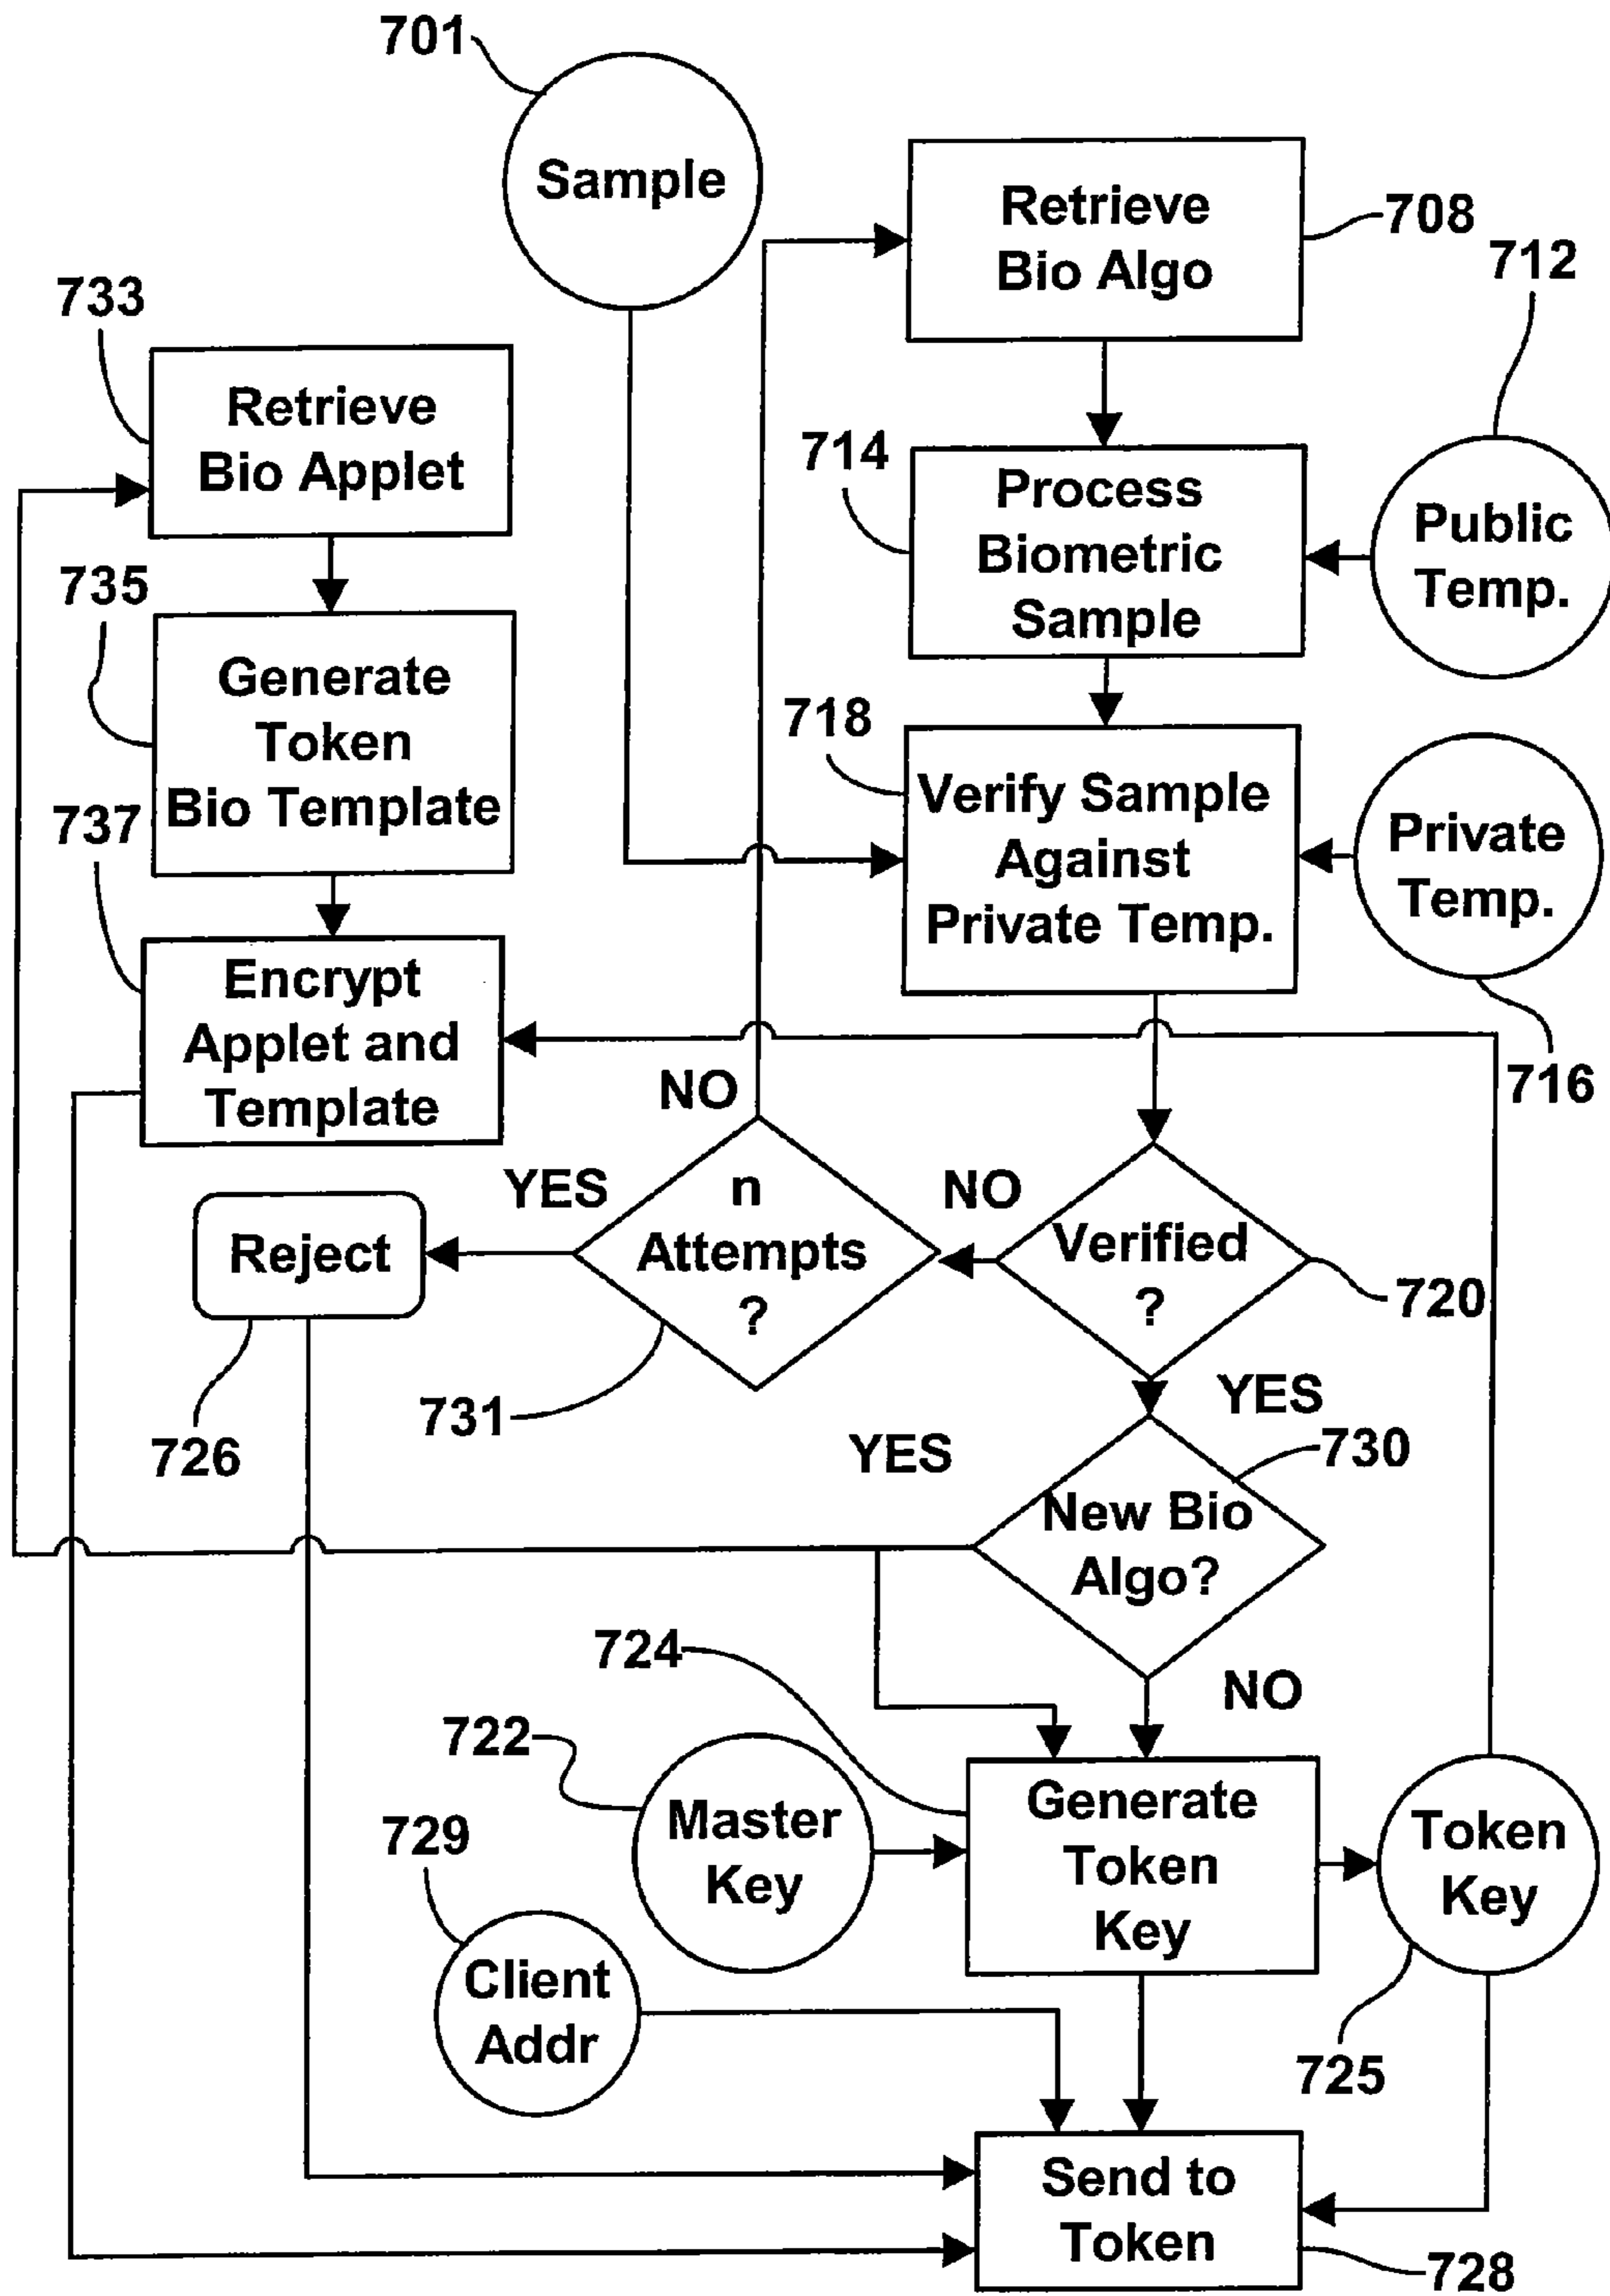 701
Sample
Retrieve
Bio Algo
708
712
733
Retrieve
Bio Applet
714
Process
Biometric
Sample
Public
Temp.
735
Generate
Token
Bio Template
718
Verify Sample
Against
Private Temp.
Private
Temp.
716
737
Encrypt
Applet and
Template
NO
YES
n
Attempts
?
NO
Verified
?
720
Reject
726
731
YES
YES
730
New Bio
Algo?
724
NO
722
Master
Key
Generate
Token
Key
Token
Key
729
Client
Addr
725
Send to
Token
728